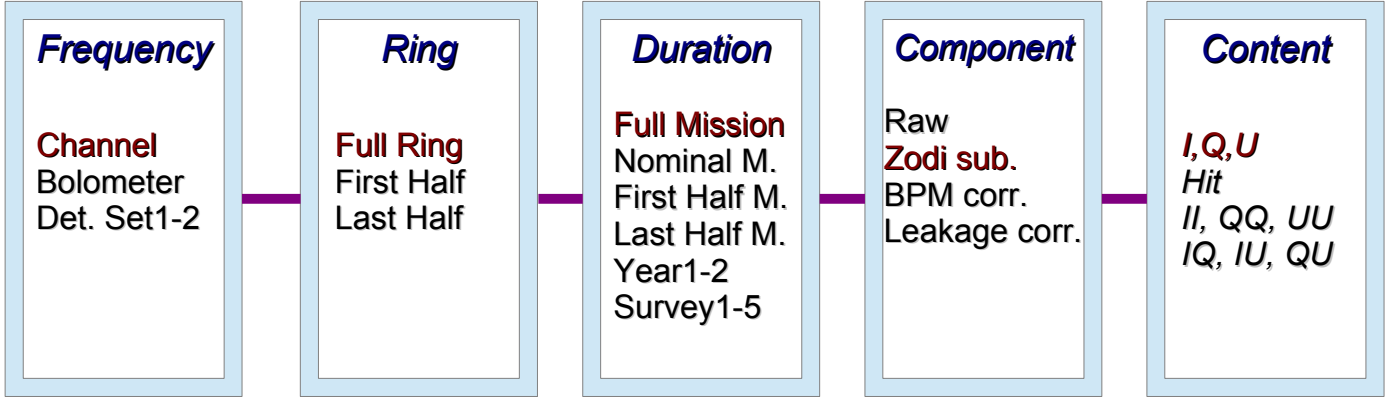 Frequency
Channel
Bolometer
Det. Set1-2
Ring
Full Ring
First Half
Last Half
Duration
Full Mission
Nominal M.
First Half M.
Last Half M.
Year1-2
Survey1-5
Component
Raw
Zodi sub.
BPM corr.
Leakage corr.
Content
I,Q,U
Hit
II, QQ, UU
IQ, IU, QU